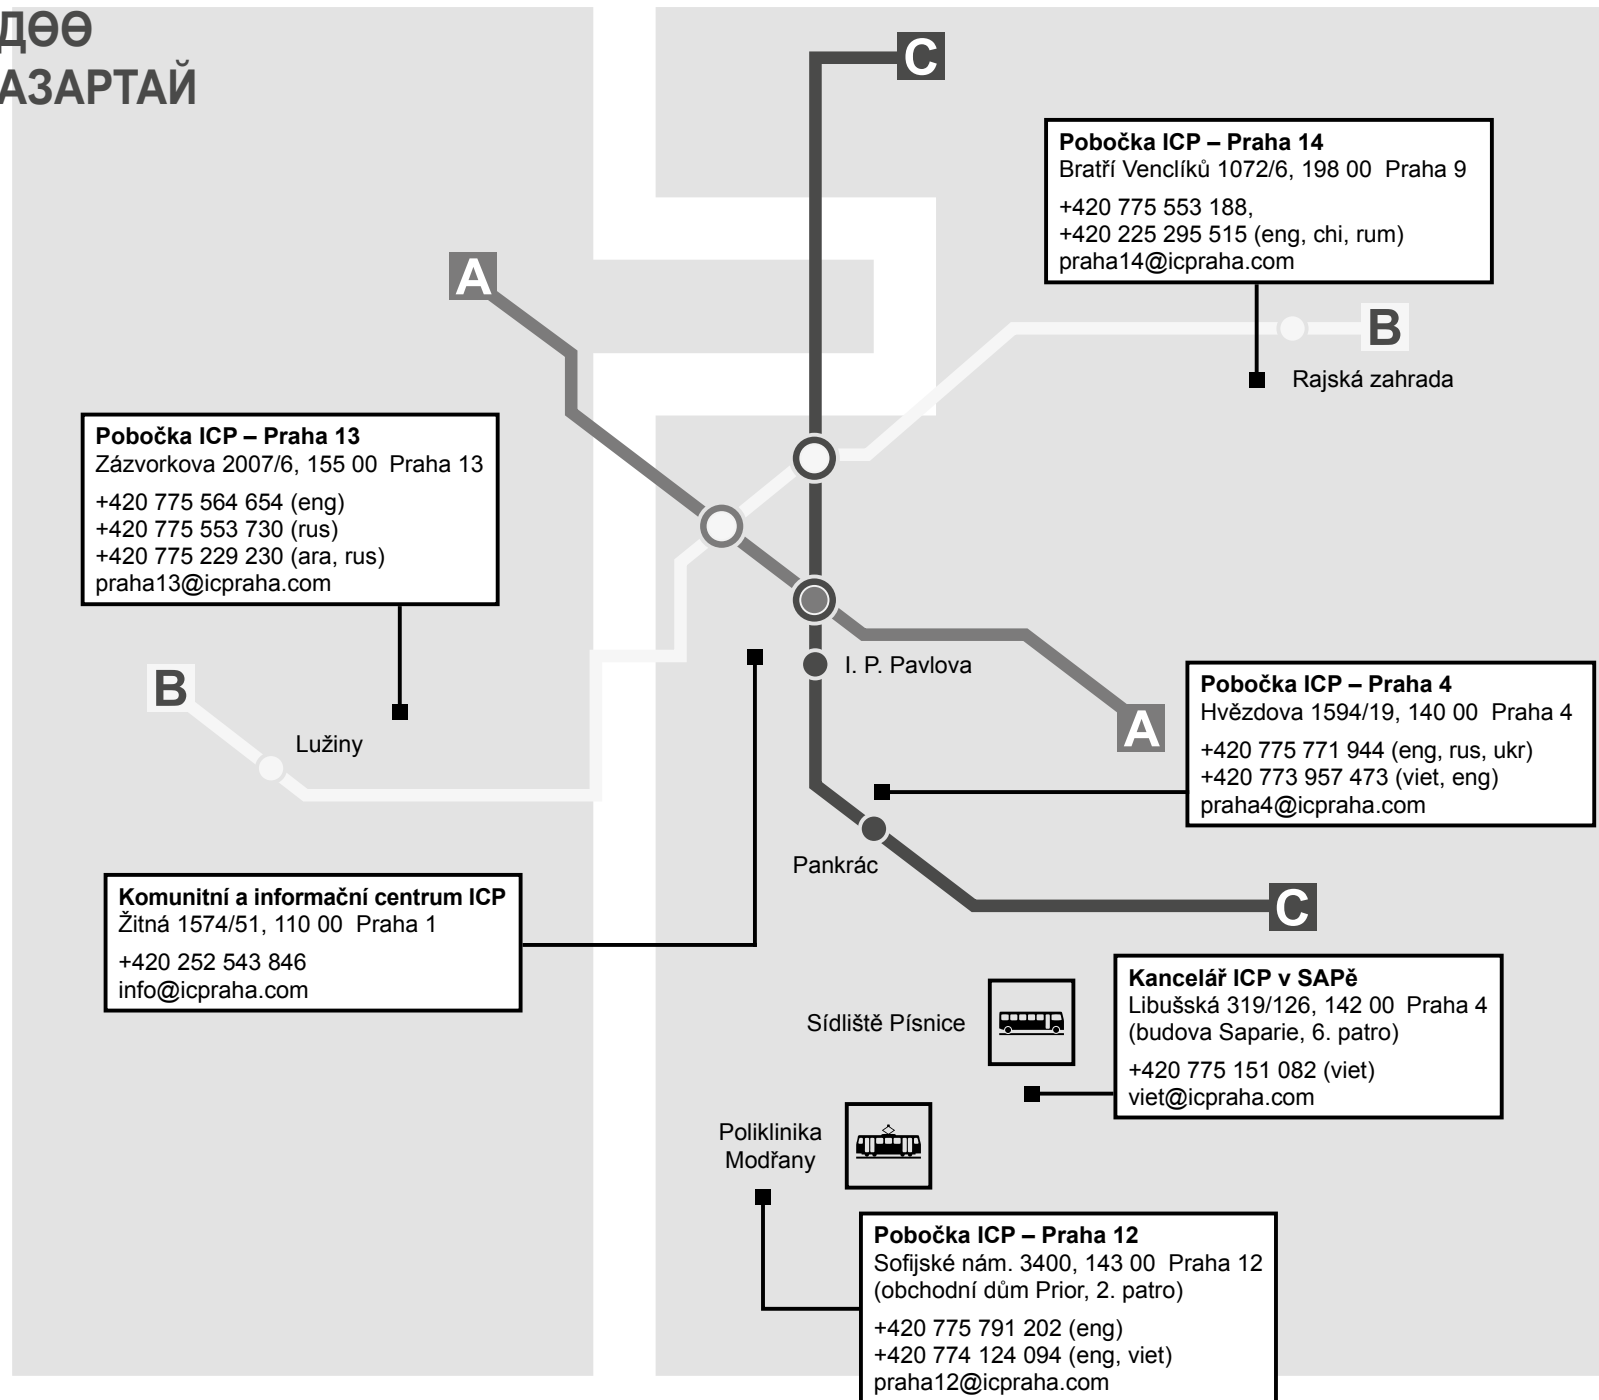 C
Pobočka ICP – Praha 14
Bratří Venclíků 1072/6, 198 00 Praha 9
+420 775 553 188,
+420 225 295 515 (eng, chi, rum)
praha14@icpraha.com
A
B
Rajská zahrada
Pobočka ICP – Praha 13
Zázvorkova 2007/6, 155 00 Praha 13
+420 775 564 654 (eng)
+420 775 553 730 (rus)
+420 775 229 230 (ara, rus)
praha13@icpraha.com
I. P. Pavlova
B
Lužiny
Pobočka ICP – Praha 4
Hvězdova 1594/19, 140 00 Praha 4
+420 775 771 944 (eng, rus, ukr)
+420 773 957 473 (viet, eng)
praha4@icpraha.com
A
Pankrác
Komunitní a informační centrum ICP
Žitná 1574/51, 110 00 Praha 1
+420 252 543 846
info@icpraha.com
C
Sídliště Písnice
Kancelář ICP v SAPě
Libušská 319/126, 142 00 Praha 4
(budova Saparie, 6. patro)
+420 775 151 082 (viet)
viet@icpraha.com
Poliklinika
Modřany
Pobočka ICP – Praha 12
Sofijské nám. 3400, 143 00 Praha 12
(obchodní dům Prior, 2. patro)
+420 775 791 202 (eng)
+420 774 124 094 (eng, viet)
praha12@icpraha.com